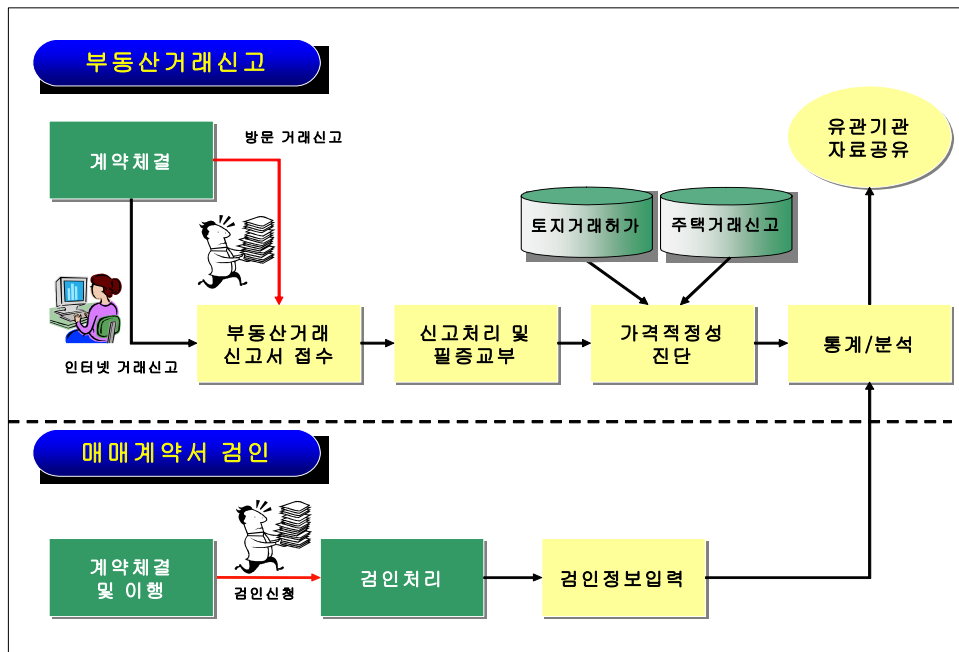 부동산거래신고
방문 거래신고
계약체결
유관기관
자료공유
토지거래허가
주택거래신고
부동산거래
신고서 접수
신고처리 및
필증교부
가격적정성
진단
통계/분석
인터넷 거래신고
매매계약서 검인
계약체결
및 이행
검인신청
검인처리
검인정보입력